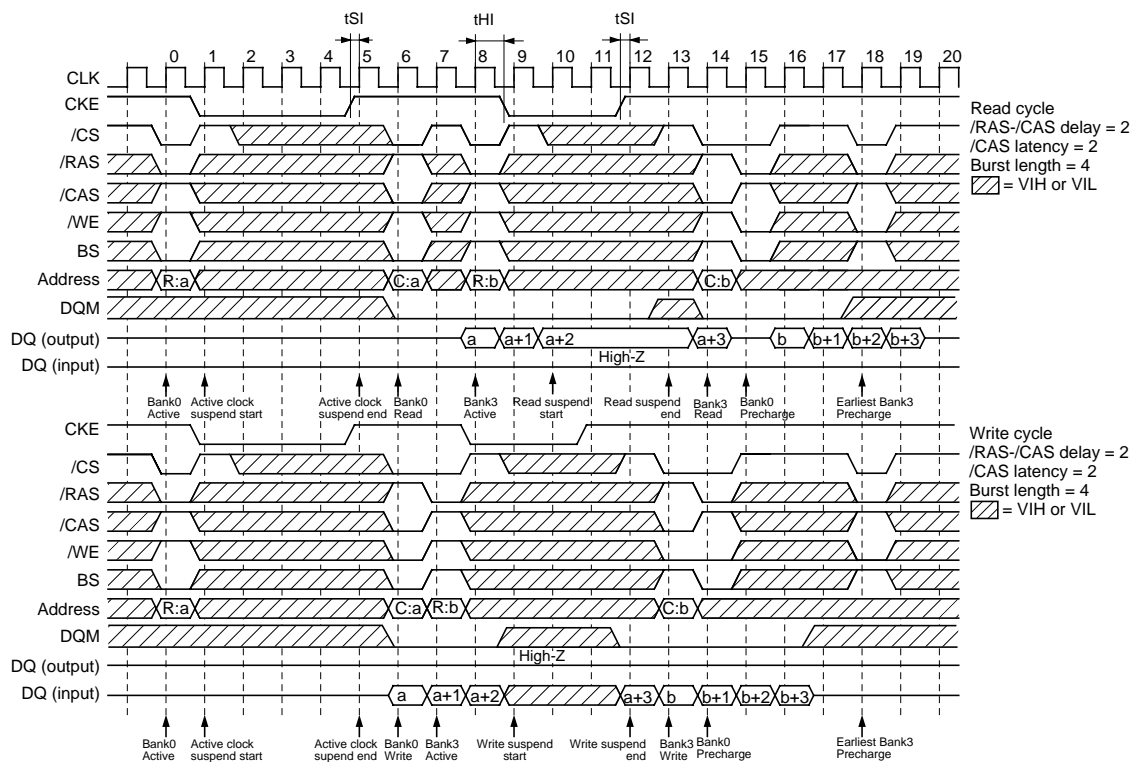 tSI tHI tSI
0 1 2 3 4 5 6 7 8 9 10 11 12 13 14 15 16 17 18 19 20
CLK
CKE
/CS
/RAS
/CAS
/WE
BS
Address R:a C:a R:b C:b
DQM
DQ (output) a a+1 a+2 a+3 b b+1 b+2 b+3
High-Z
DQ (input)
Read cycle
/RAS-/CAS delay = 2
/CAS latency = 2
Burst length = 4
= VIH or VIL
Bank0 Active
Active clock suspend start
Active clock suspend end
Bank0 Read
Bank3 Active
Read suspend start
Read suspend end
Bank3 Read
Bank0 Precharge
Earliest Bank3 Precharge
CKE
/CS
/RAS
/CAS
/WE
BS
Address R:a C:a R:b C:b
DQM
High-Z
DQ (output)
DQ (input) a a+1 a+2 a+3 b b+1 b+2 b+3
Write cycle
/RAS-/CAS delay = 2
/CAS latency = 2
Burst length = 4
= VIH or VIL
Bank0 Active
Active clock suspend start
Active clock supend end
Bank0 Write
Bank3 Active
Write suspend start
Write suspend end
Bank3 Write
Bank0 Precharge
Earliest Bank3 Precharge